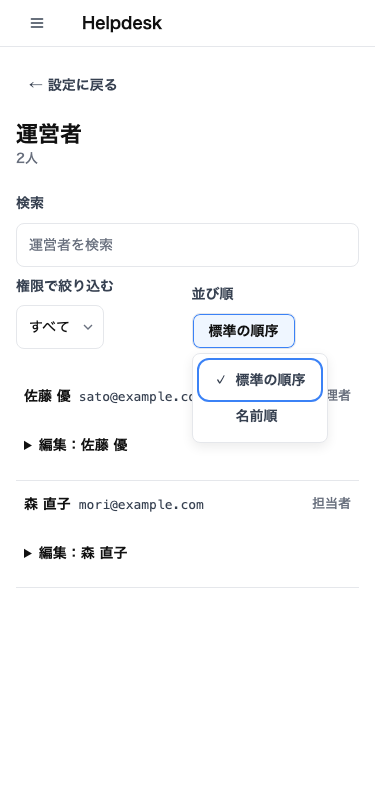 Helpdesk
← 設定に戻る
運営者
2人
検索
運営者を検索
権限で絞り込む
並び順
すべて
標準の順序
✓ 標準の順序
名前順
佐藤 優 sato@example.co
理者
▶ 編集：佐藤 優
森 直子 mori@example.com 担当者
▶ 編集：森 直子